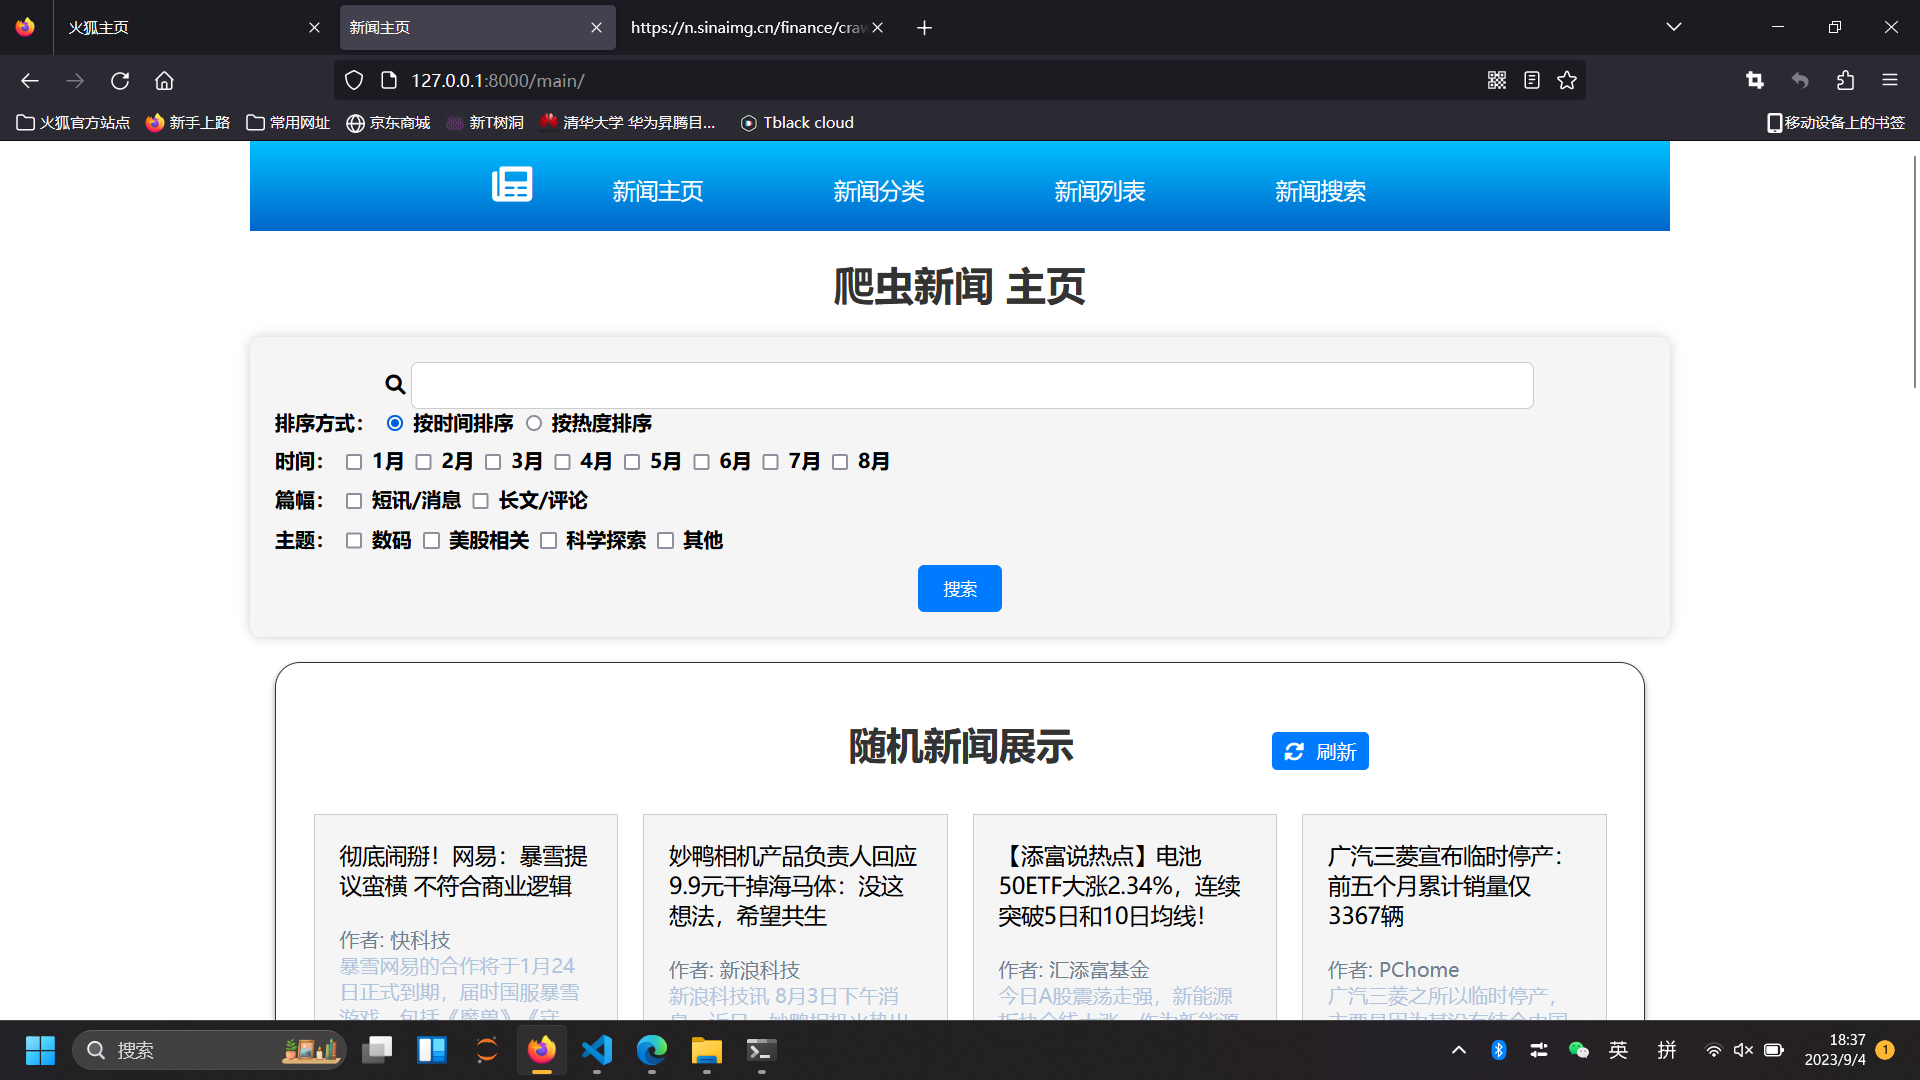 火狐主页
新闻主页
https://n.sinaimg.cn/finance/craw
127.0.0.1:8000/main/
火狐官方站点
新手上路
常用网址
京东商城
新T树洞
清华大学 华为昇腾目...
Tblack cloud
移动设备上的书签
新闻主页
新闻分类
新闻列表
新闻搜索
爬虫新闻 主页
排序方式： 按时间排序 按热度排序
时间： 1月 2月 3月 4月 5月 6月 7月 8月
篇幅： 短讯/消息 长文/评论
主题： 数码 美股相关 科学探索 其他
搜索
随机新闻展示
刷新
彻底闹掰！网易：暴雪提
议蛮横 不符合商业逻辑
作者: 快科技
暴雪网易的合作将于1月24
日正式到期，届时国服暴雪
游戏，包括《魔兽》《守
妙鸭相机产品负责人回应
9.9元干掉海马体：没这
想法，希望共生
作者: 新浪科技
新浪科技讯 8月3日下午消
息，近日，妙鸭相机火热出
【添富说热点】电池
50ETF大涨2.34%，连续
突破5日和10日均线！
作者: 汇添富基金
今日A股震荡走强，新能源
板块全线大涨，作为新能源
广汽三菱宣布临时停产：
前五个月累计销量仅
3367辆
作者: PChome
广汽三菱之所以临时停产，
主要是因为其没有结合中国
搜索
英
拼
18:37
2023/9/4
1